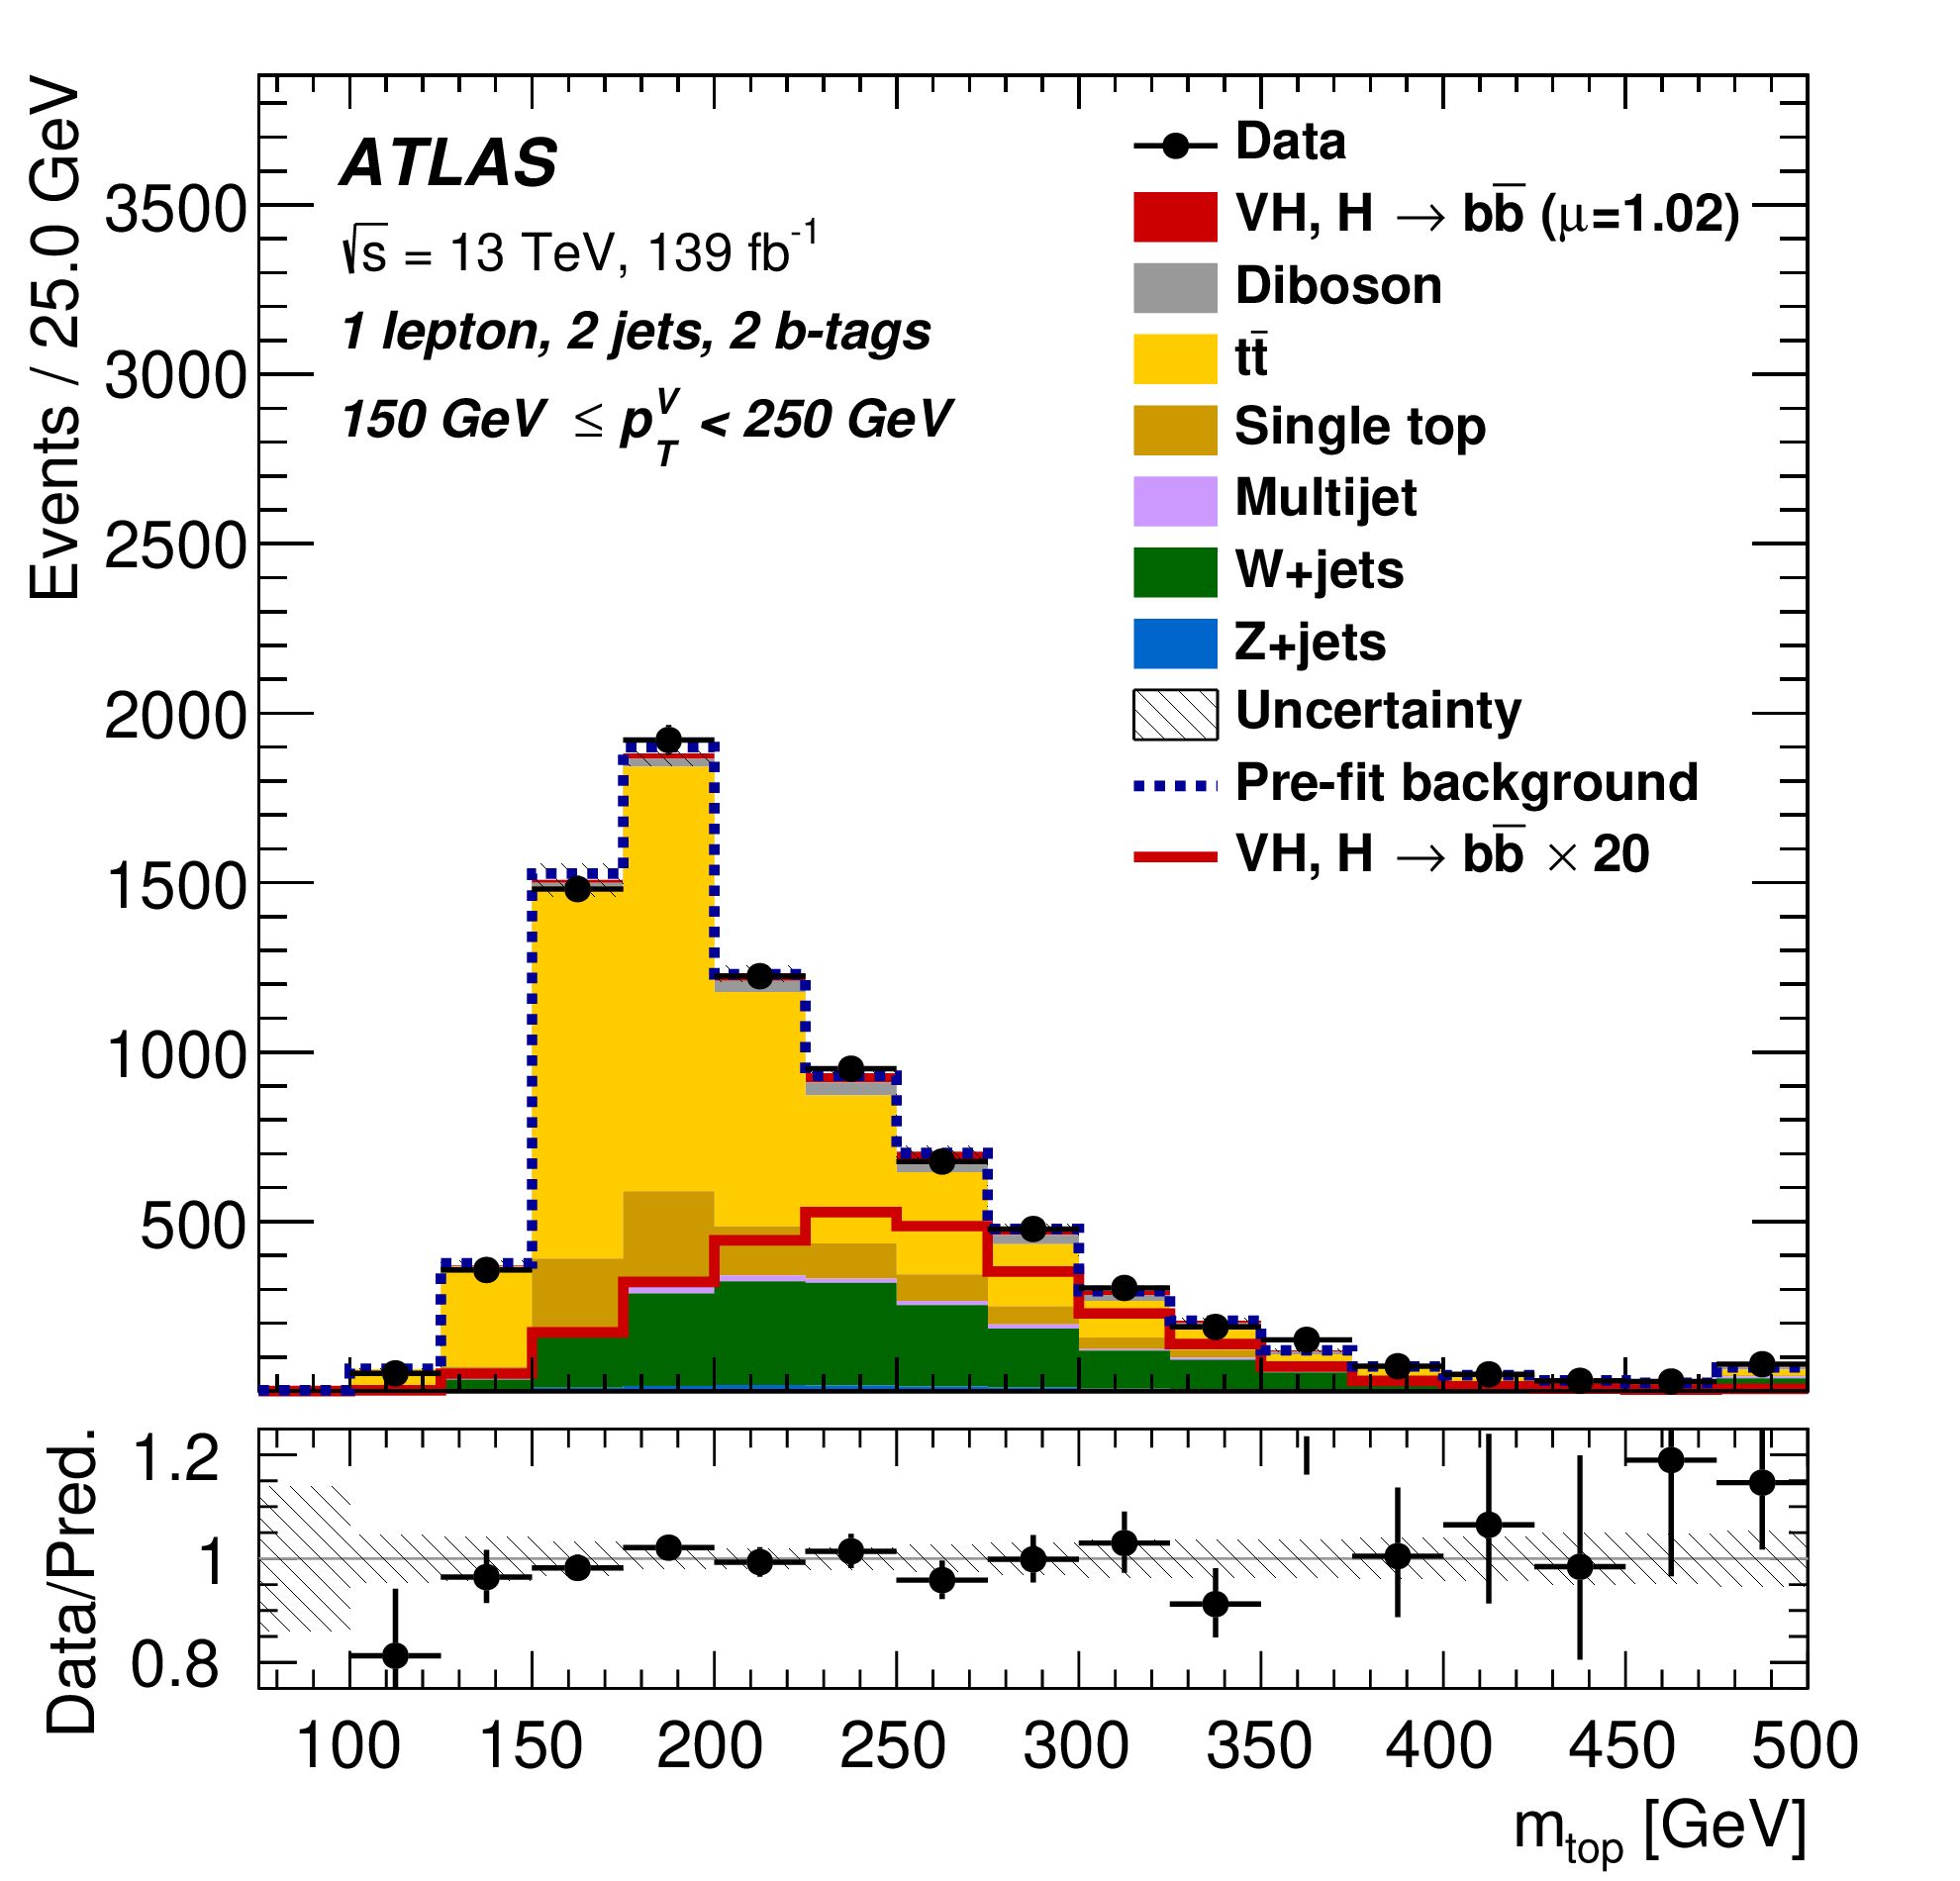 Events / 25.0 GeV
3500
3000
2500
2000
1500
1000
500
ATLAS
√s = 13 TeV, 139 fb⁻¹
1 lepton, 2 jets, 2 b-tags
150 GeV ≤ p_T^V < 250 GeV
Data
VH, H → bb̅ (μ=1.02)
Diboson
tt̅
Single top
Multijet
W+jets
Z+jets
Uncertainty
Pre-fit background
VH, H → bb̅ × 20
Data/Pred.
1.2
1
0.8
100 150 200 250 300 350 400 450 500
m_top [GeV]